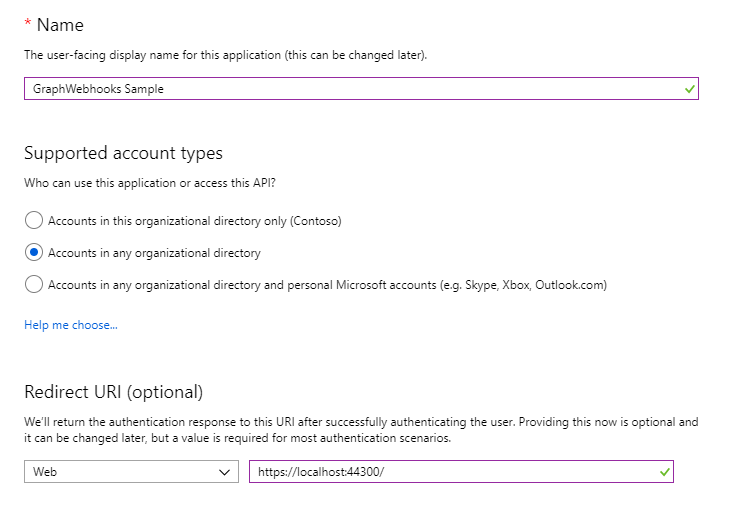 * Name
The user-facing display name for this application (this can be changed later).
GraphWebhooks Sample
Supported account types
Who can use this application or access this API?
Accounts in this organizational directory only (Contoso)
Accounts in any organizational directory
Accounts in any organizational directory and personal Microsoft accounts (e.g. Skype, Xbox, Outlook.com)
Help me choose...
Redirect URI (optional)
We'll return the authentication response to this URI after successfully authenticating the user. Providing this now is optional and
it can be changed later, but a value is required for most authentication scenarios.
Web https://localhost:44300/